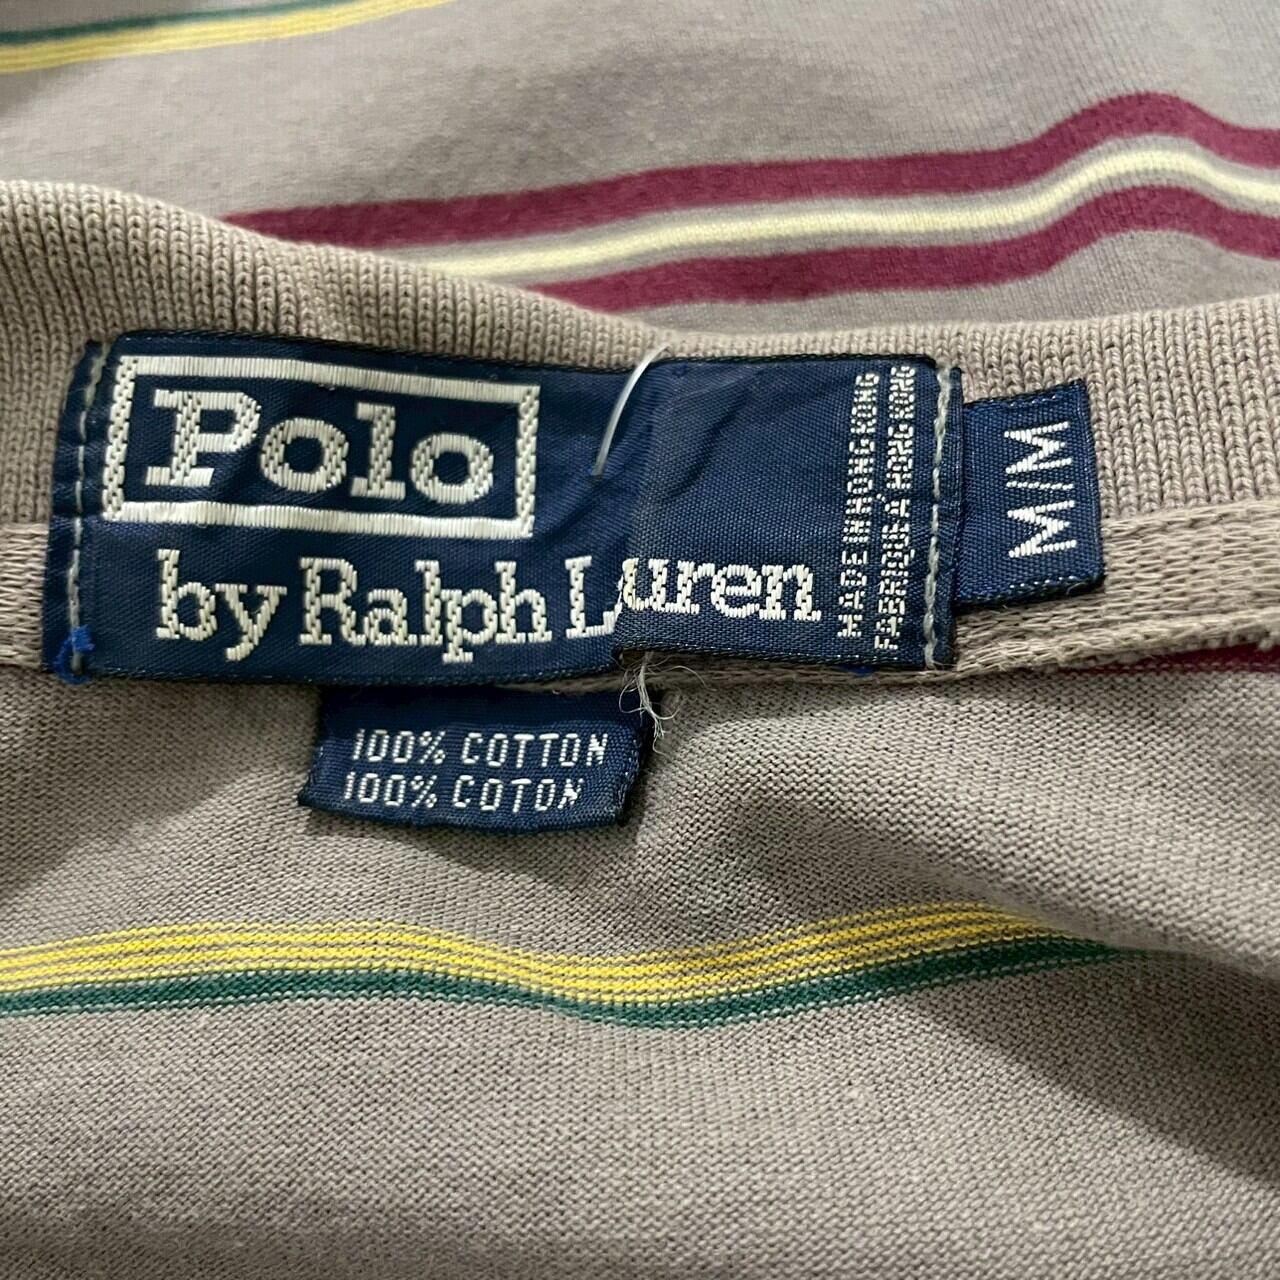 Polo
by Ralph Lauren
MADE IN HONG KONG
FABRIQUÉ À HONG KONG
M/M
100% COTTON
100% COTON